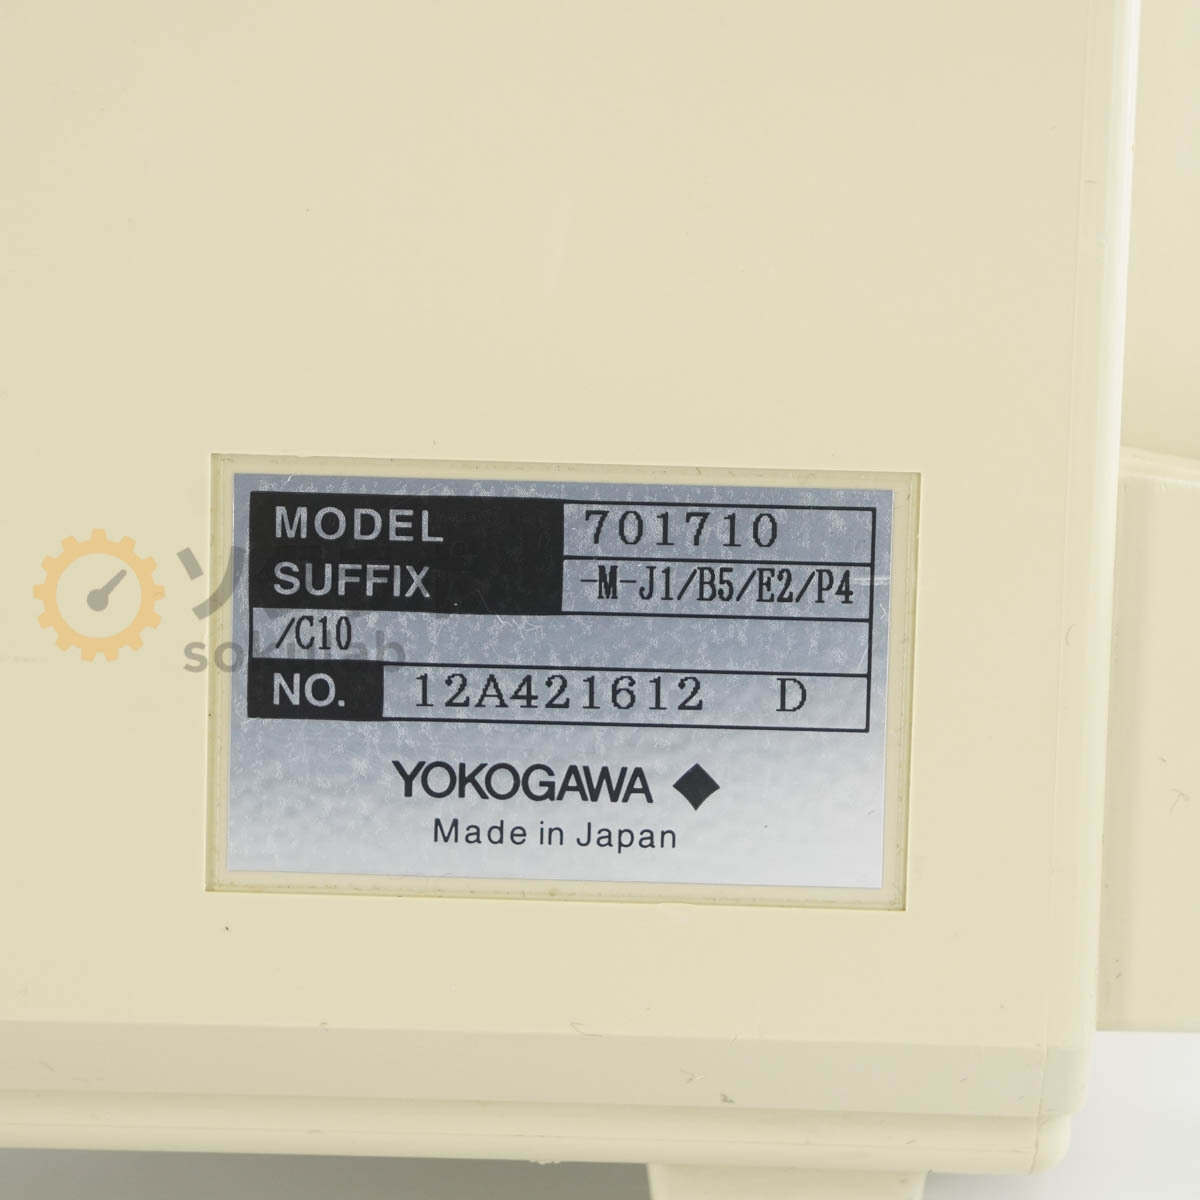 MODEL 701710
SUFFIX -M-J1/B5/E2/P4
/C10
NO. 12A421612 D
YOKOGAWA
Made in Japan